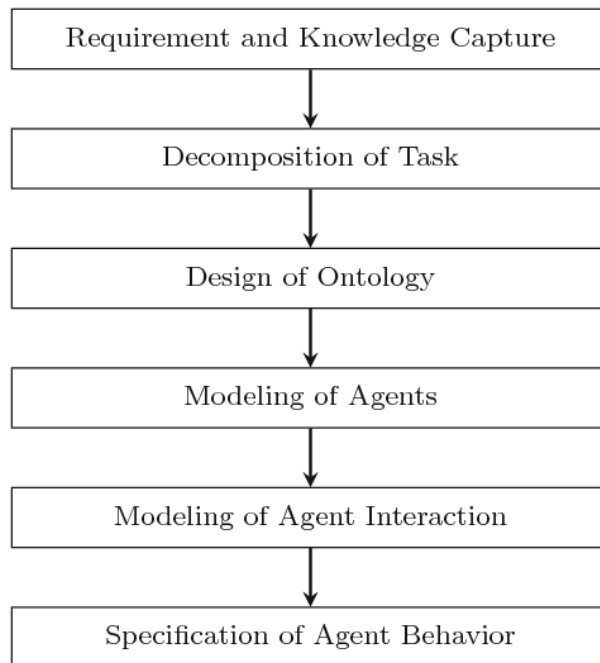 Requirement and Knowledge Capture
Decomposition of Task
Design of Ontology
Modeling of Agents
Modeling of Agent Interaction
Specification of Agent Behavior